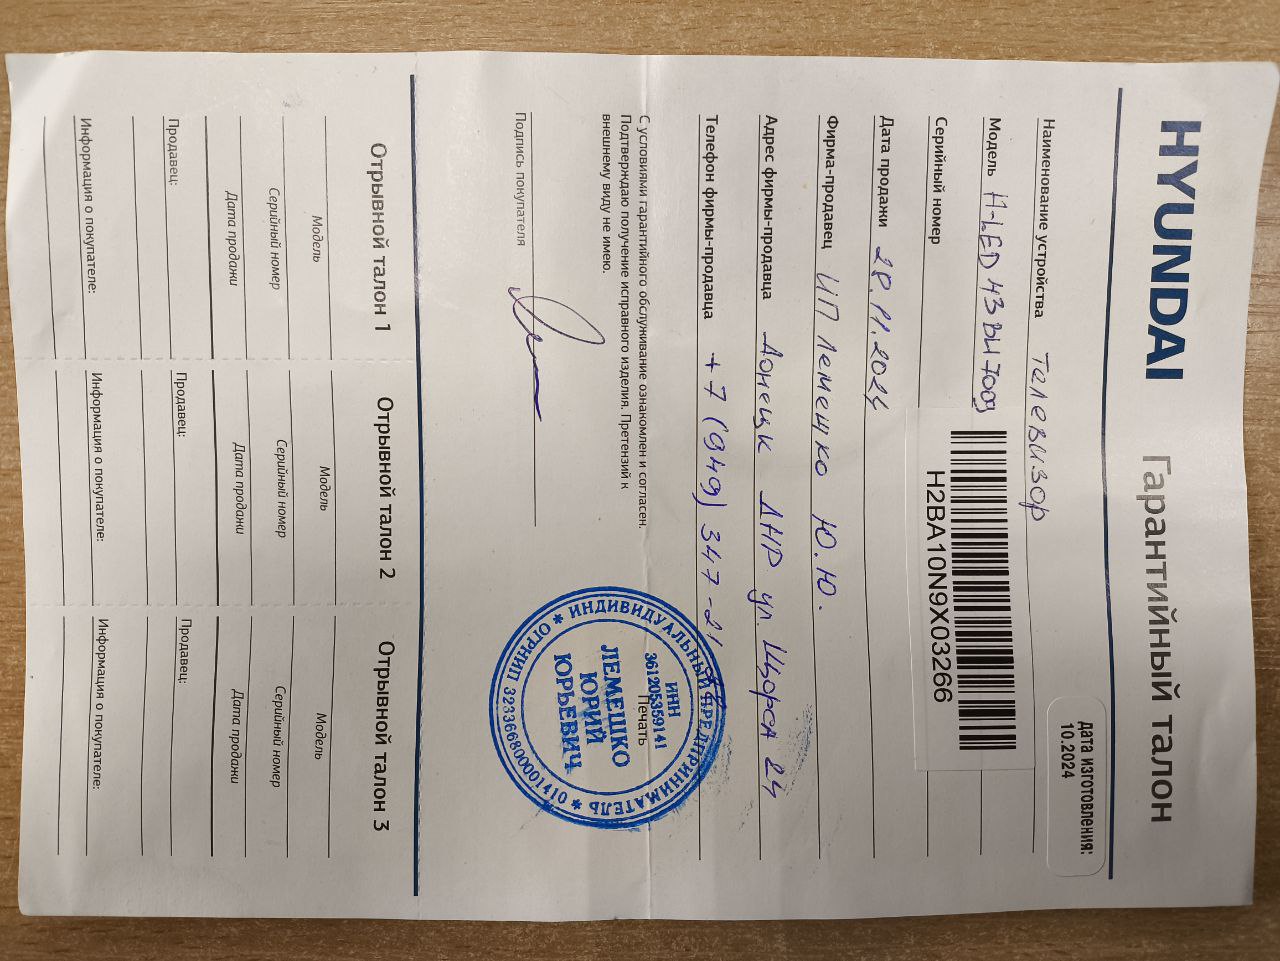 HYUNDAI Гарантийный талон
Дата изготовления:
10.2024
Наименование устройства Телевизор
Модель H-LED 43BU7009
Серийный номер
H2BA10N9X03266
Дата продажи 28.11.2024
Фирма-продавец ИП Лемешко Ю.Ю.
Адрес фирмы-продавца Донецк ДНР ул. Щорса 24
Телефон фирмы-продавца +7 (949) 347-21
С условиями гарантийного обслуживание ознакомлен и согласен.
Подтверждаю получение исправного изделия. Претензий к
внешнему виду не имею.
Подпись покупателя
Печать
ИНДИВИДУАЛЬНЫЙ ПРЕДПРИНИМАТЕЛЬ
* ОГРНИП 323366800001410 *
ИНН
361205359141
ЛЕМЕШКО
ЮРИЙ
ЮРЬЕВИЧ
Отрывной талон 1
Модель
Серийный номер
Дата продажи
Продавец:
Информация о покупателе:
Отрывной талон 2
Модель
Серийный номер
Дата продажи
Продавец:
Информация о покупателе:
Отрывной талон 3
Модель
Серийный номер
Дата продажи
Продавец:
Информация о покупателе: